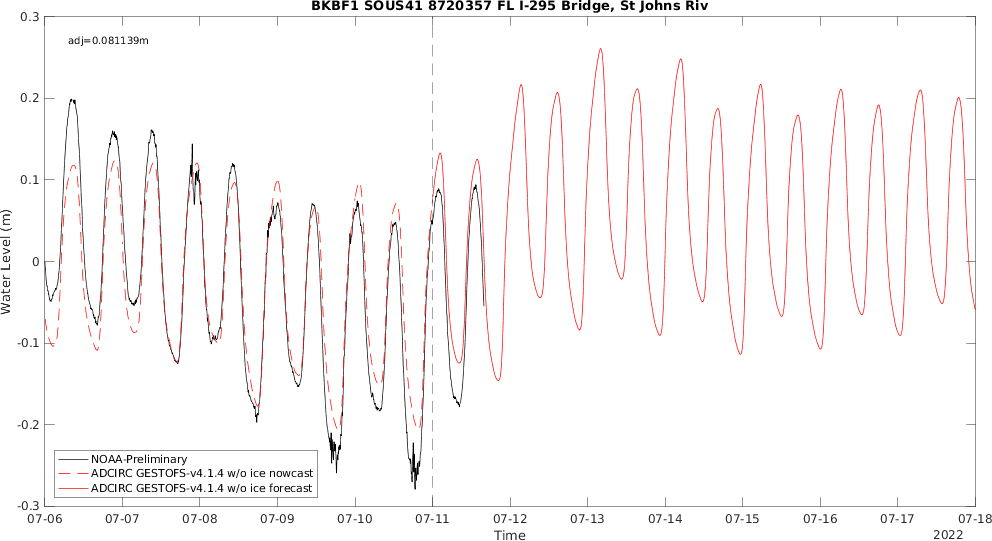 BKBF1 SOUS41 8720357 FL I-295 Bridge, St Johns Riv
adj=0.081139m
0.3
0.2
0.1
0
-0.1
-0.2
-0.3
Water Level (m)
NOAA-Preliminary
ADCIRC GESTOFS-v4.1.4 w/o ice nowcast
ADCIRC GESTOFS-v4.1.4 w/o ice forecast
07-06 07-07 07-08 07-09 07-10 07-11 07-12 07-13 07-14 07-15 07-16 07-17 07-18
Time
2022